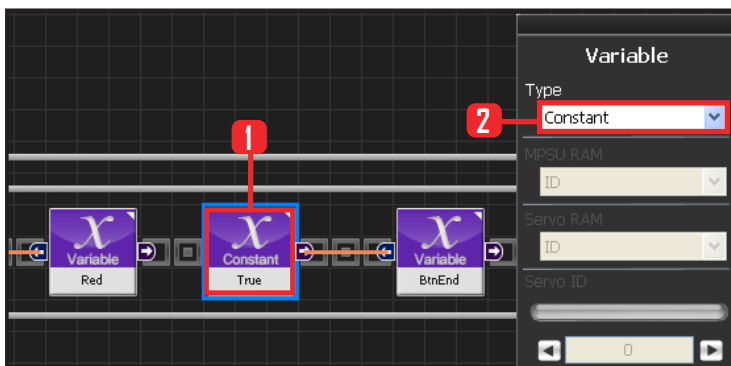 1
X
Variable
Red
X
Constant
True
X
Variable
BtnEnd
Variable
Type
2
Constant
MPSU RAM
ID
Servo RAM
ID
Servo ID
0